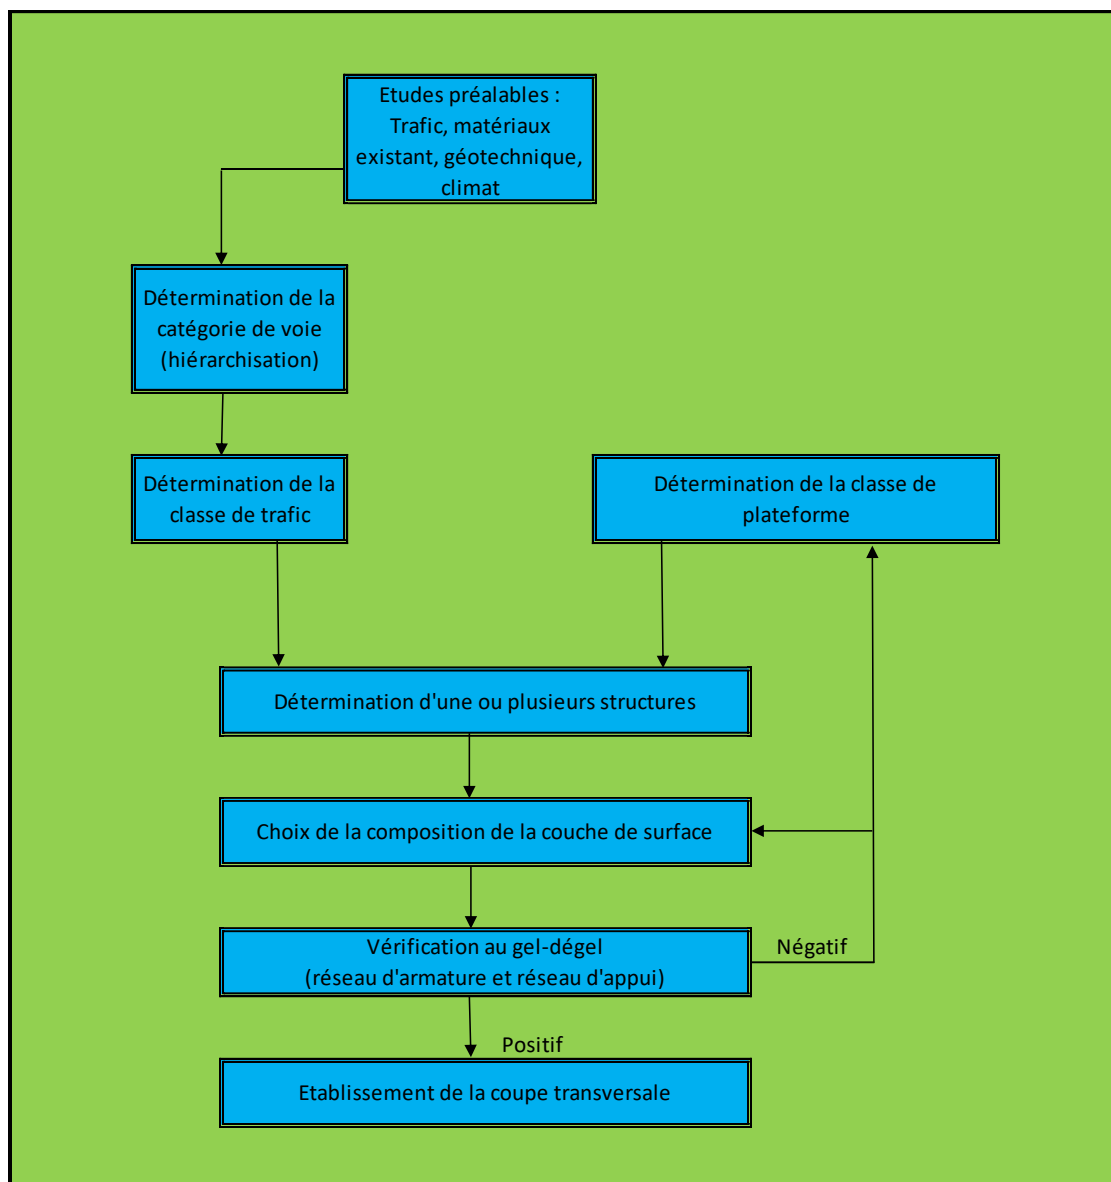 Etudes préalables :
Trafic, matériaux
existant, géotechnique,
climat
Détermination de la
catégorie de voie
(hiérarchisation)
Détermination de la
classe de trafic
Détermination de la classe de
plateforme
Détermination d'une ou plusieurs structures
Choix de la composition de la couche de surface
Vérification au gel-dégel
(réseau d'armature et réseau d'appui)
Négatif
Positif
Etablissement de la coupe transversale